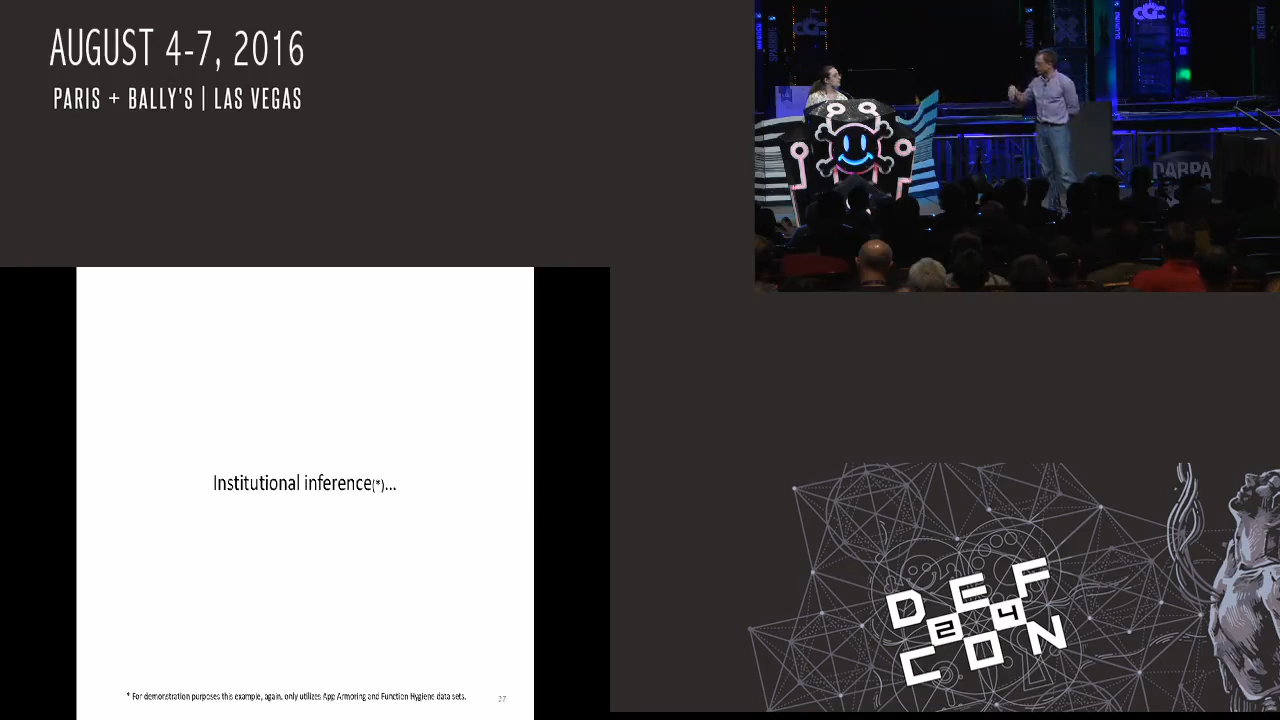 AUGUST 4-7, 2016
PARIS + BALLY'S | LAS VEGAS
DARPA
Institutional inference(*)...
* For demonstration purposes this example, again, only utilizes App Armoring and Function Hygiene data sets.
27
DEF
24
CON